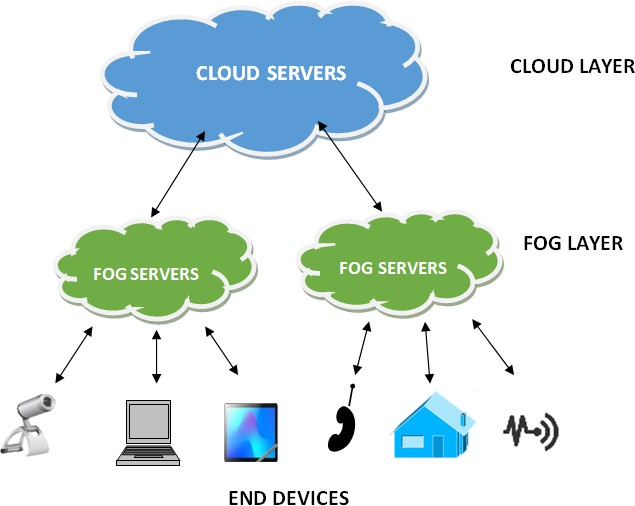 CLOUD SERVERS
CLOUD LAYER
FOG SERVERS
FOG SERVERS
FOG LAYER
END DEVICES